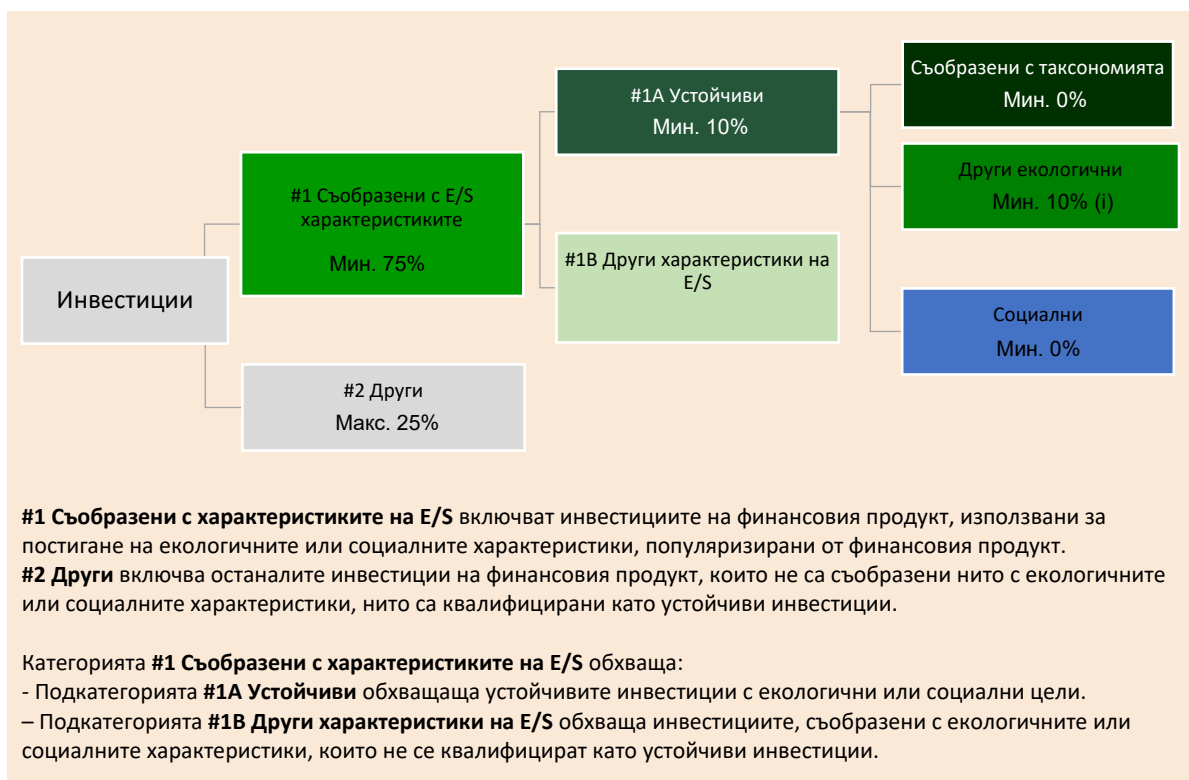 Съобразени с таксономията
Мин. 0%
#1A Устойчиви
Мин. 10%
Други екологични
Мин. 10% (i)
#1 Съобразени с E/S
характеристиките
Мин. 75%
#1B Други характеристики на
E/S
Инвестиции
Социални
Мин. 0%
#2 Други
Макс. 25%
#1 Съобразени с характеристиките на E/S включват инвестициите на финансовия продукт, използвани за
постигане на екологичните или социалните характеристики, популяризирани от финансовия продукт.
#2 Други включва останалите инвестиции на финансовия продукт, които не са съобразени нито с екологичните
или социалните характеристики, нито са квалифицирани като устойчиви инвестиции.
Категорията #1 Съобразени с характеристиките на E/S обхваща:
- Подкатегорията #1A Устойчиви обхващаща устойчивите инвестиции с екологични или социални цели.
– Подкатегорията #1B Други характеристики на E/S обхваща инвестициите, съобразени с екологичните или
социалните характеристики, които не се квалифицират като устойчиви инвестиции.